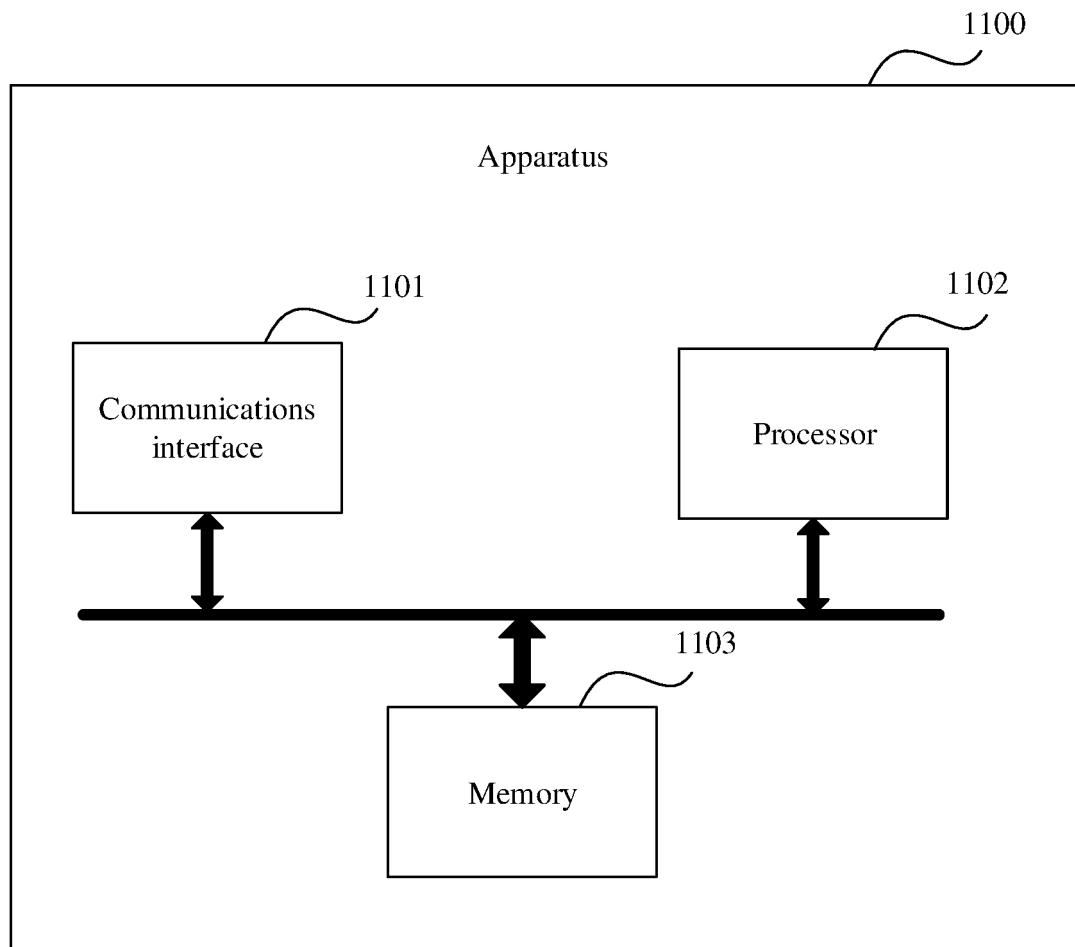 1100
Apparatus
1101
1102
Communications
interface
Processor
1103
Memory